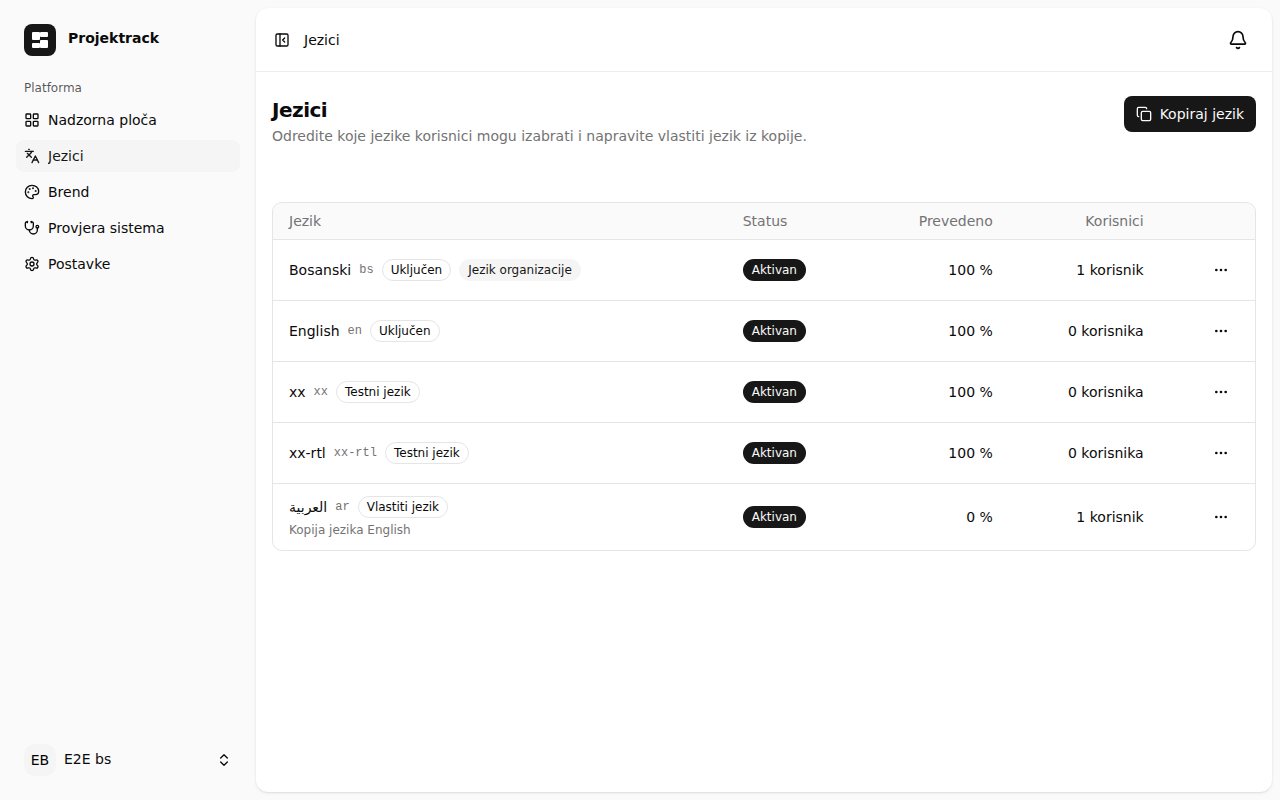 Projektrack
Platforma
Nadzorna ploča
Jezici
Brend
Provjera sistema
Postavke
EB E2E bs
Jezici
Jezici
Odredite koje jezike korisnici mogu izabrati i napravite vlastiti jezik iz kopije.
Kopiraj jezik
Jezik Status Prevedeno Korisnici
Bosanski bs Uključen Jezik organizacije Aktivan 100 % 1 korisnik
English en Uključen Aktivan 100 % 0 korisnika
xx xx Testni jezik Aktivan 100 % 0 korisnika
xx-rtl xx-rtl Testni jezik Aktivan 100 % 0 korisnika
العربية ar Vlastiti jezik Aktivan 0 % 1 korisnik
Kopija jezika English